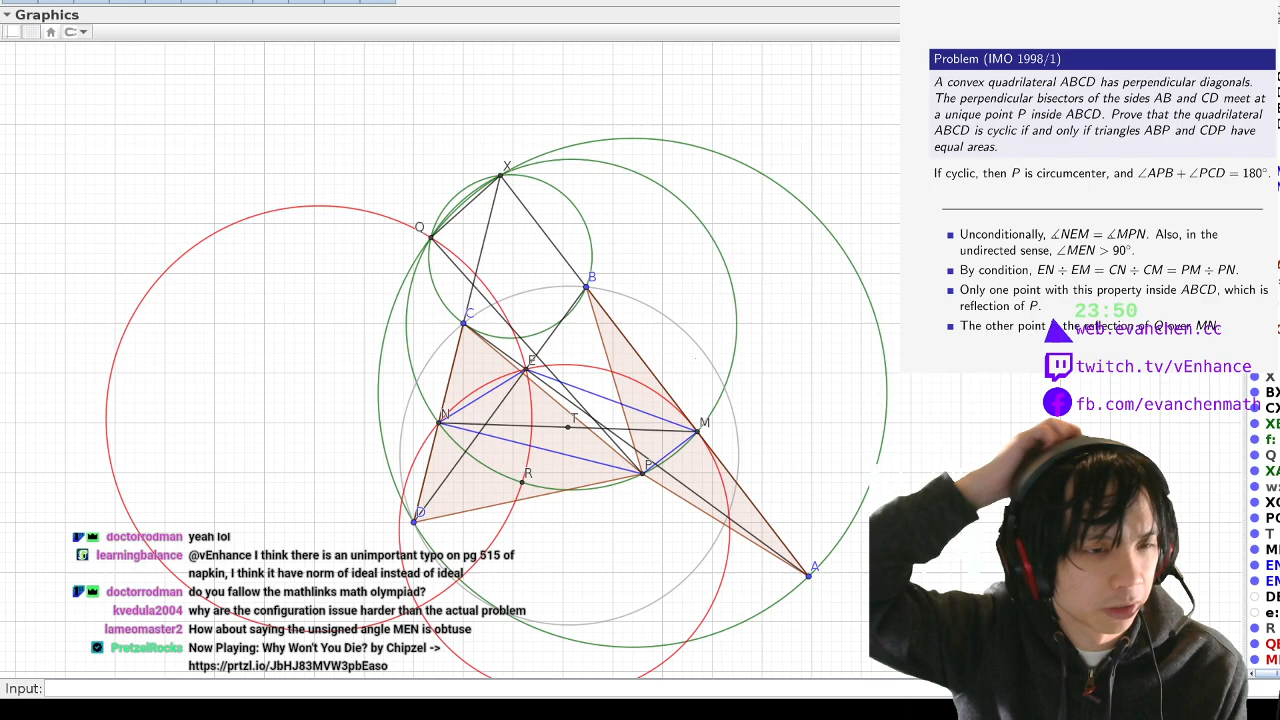 Graphics
Problem (IMO 1998/1)
A convex quadrilateral ABCD has perpendicular diagonals.
The perpendicular bisectors of the sides AB and CD meet at
a unique point P inside ABCD. Prove that the quadrilateral
ABCD is cyclic if and only if triangles ABP and CDP have
equal areas.
If cyclic, then P is circumcenter, and ∠APB + ∠PCD = 180°.
Unconditionally, ∡NEM = ∡MPN. Also, in the
undirected sense, ∠MEN > 90°.
By condition, EN ÷ EM = CN ÷ CM = PM ÷ PN.
Only one point with this property inside ABCD, which is
reflection of P.
The other point is the reflection of Q over MN.
23:50
web.evanchen.cc
twitch.tv/vEnhance
fb.com/evanchenmath
X
Q
B
C
E
N
T
M
P
R
D
A
doctorrodman yeah lol
learningbalance @vEnhance I think there is an unimportant typo on pg 515 of
napkin, I think it have norm of ideal instead of ideal
doctorrodman do you fallow the mathlinks math olympiad?
kvedula2004 why are the configuration issue harder than the actual problem
lameomaster2 How about saying the unsigned angle MEN is obtuse
PretzelRocks Now Playing: Why Won't You Die? by Chipzel ->
https://prtzl.io/JbHJ83MVW3pbEaso
X
f:
Q
T
R
Input: